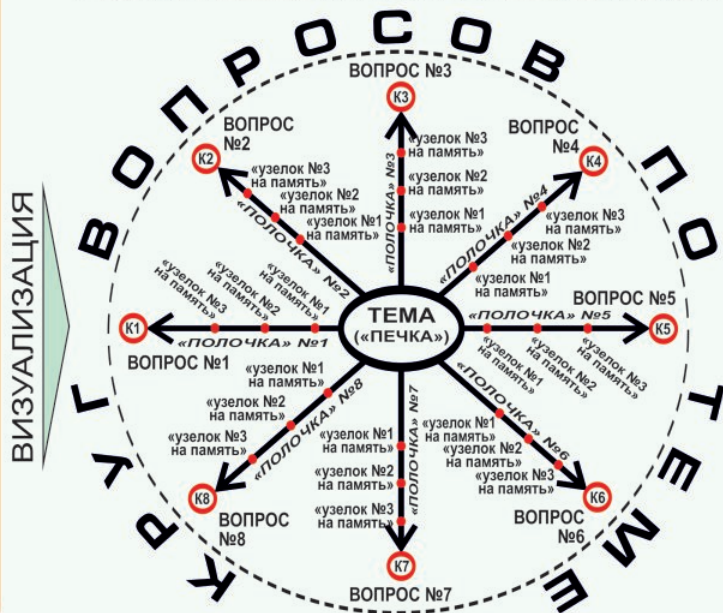 КРУГ ВОПРОСОВ ПО ТЕМЕ
ВИЗУАЛИЗАЦИЯ
ТЕМА
(«ПЕЧКА»)
К1
ВОПРОС №1
«ПОЛОЧКА» №1
«узелок №1
на память»
«узелок №2
на память»
«узелок №3
на память»
К2
ВОПРОС
№2
«ПОЛОЧКА» №2
«узелок №3
на память»
«узелок №2
на память»
«узелок №1
на память»
ВОПРОС №3
К3
«ПОЛОЧКА» №3
«узелок №3
на память»
«узелок №2
на память»
«узелок №1
на память»
ВОПРОС
№4
К4
«ПОЛОЧКА» №4
«узелок №3
на память»
«узелок №2
на память»
«узелок №1
на память»
ВОПРОС №5
К5
«ПОЛОЧКА» №5
«узелок №1
на память»
«узелок №2
на память»
«узелок №3
на память»
«ПОЛОЧКА» №6
«узелок №1
на память»
«узелок №2
на память»
«узелок №3
на память»
К6
ВОПРОС
№6
«ПОЛОЧКА» №7
«узелок №1
на память»
«узелок №2
на память»
«узелок №3
на память»
К7
ВОПРОС №7
«ПОЛОЧКА» №8
«узелок №1
на память»
«узелок №2
на память»
«узелок №3
на память»
К8
ВОПРОС
№8